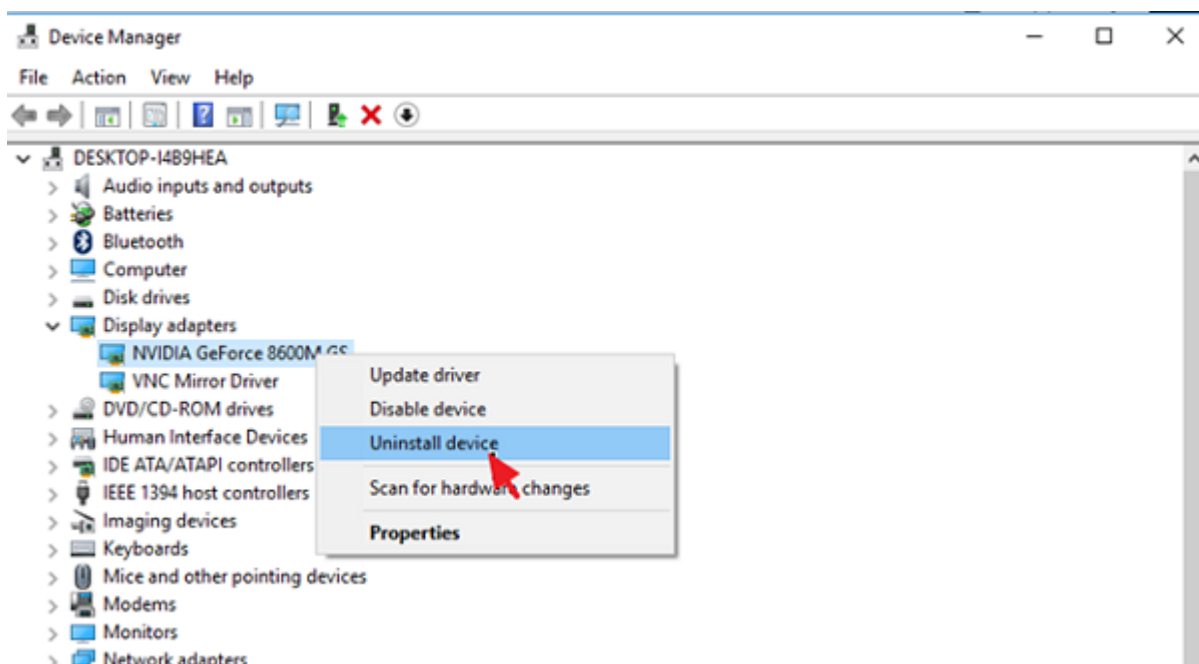 Device Manager
File Action View Help
DESKTOP-I4B9HEA
Audio inputs and outputs
Batteries
Bluetooth
Computer
Disk drives
Display adapters
NVIDIA GeForce 8600M GS
VNC Mirror Driver
DVD/CD-ROM drives
Human Interface Devices
IDE ATA/ATAPI controllers
IEEE 1394 host controllers
Imaging devices
Keyboards
Mice and other pointing devices
Modems
Monitors
Network adapters
Update driver
Disable device
Uninstall device
Scan for hardware changes
Properties